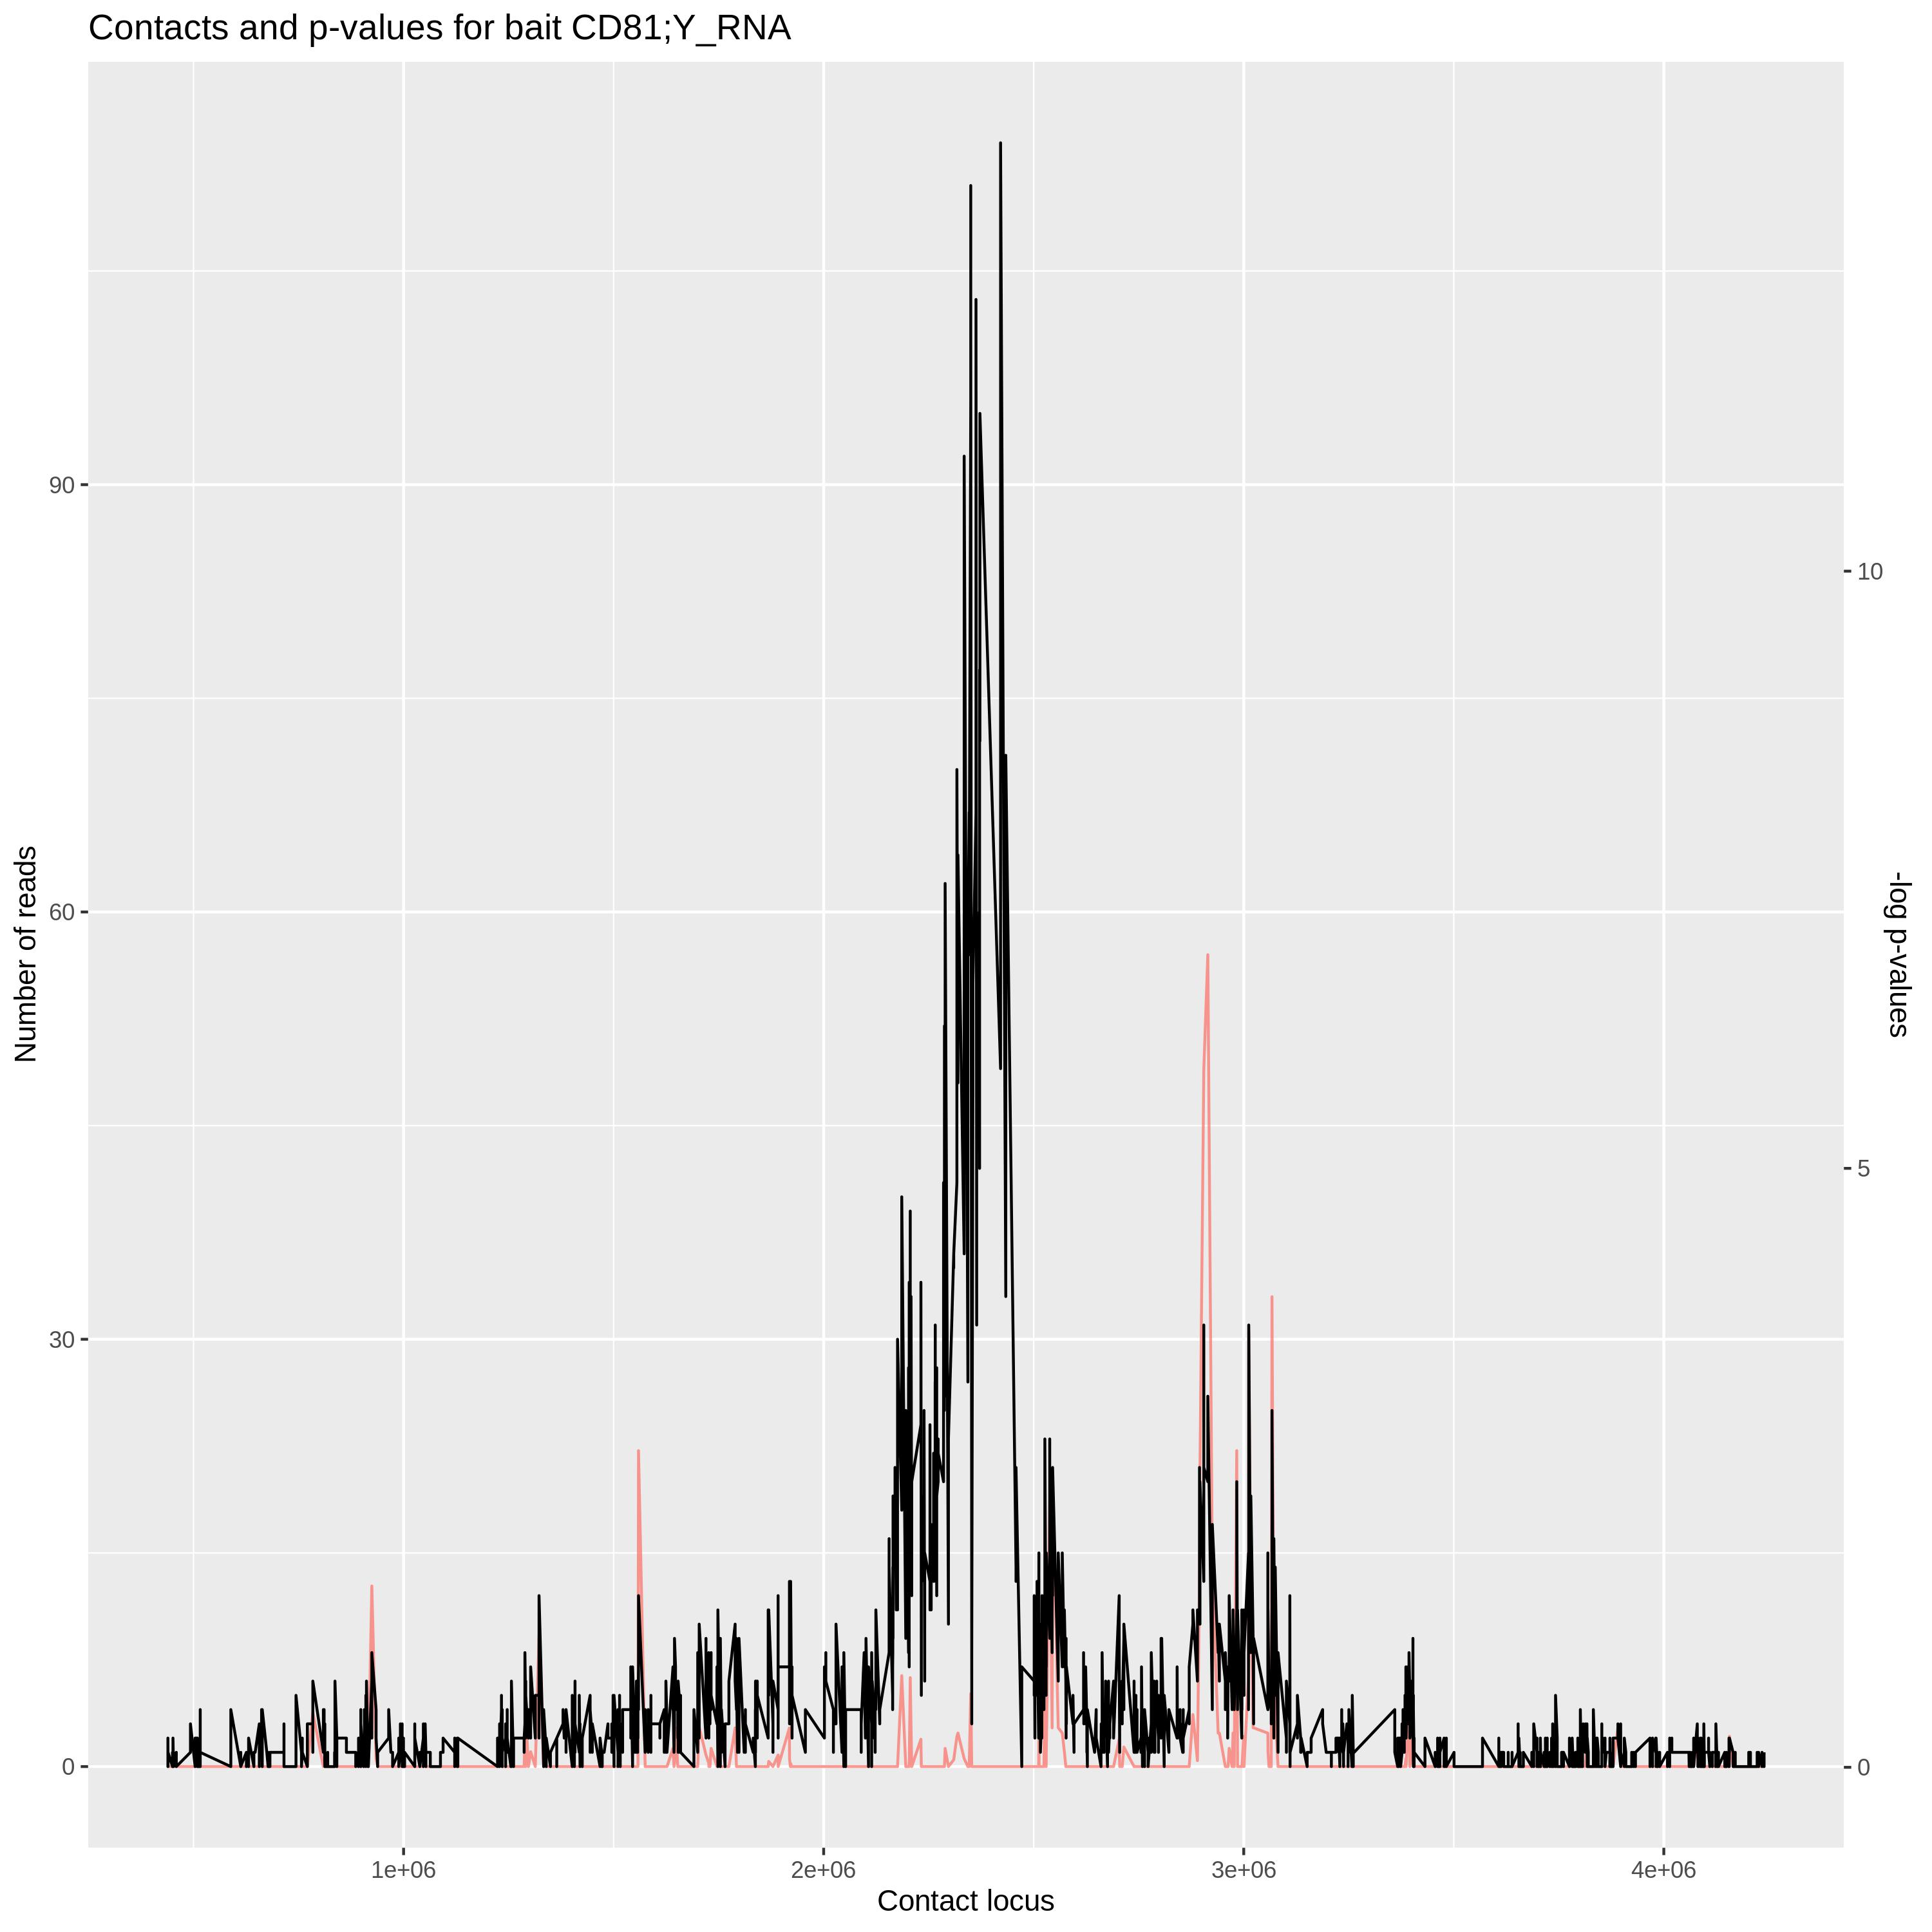 Contacts and p-values for bait CD81;Y_RNA
90
60
30
0
Number of reads
10
5
0
-log p-values
1e+06
2e+06
3e+06
4e+06
Contact locus